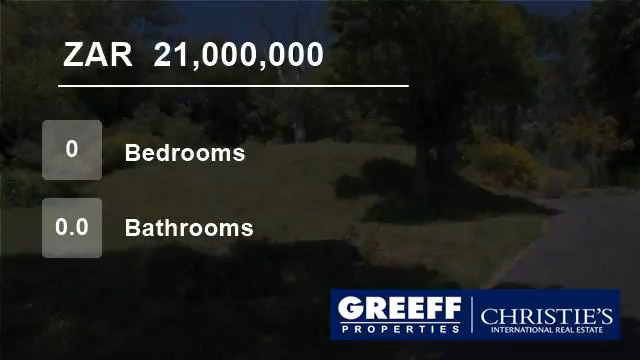 ZAR 21,000,000
0 Bedrooms
0.0 Bathrooms
GREEFF
PROPERTIES
CHRISTIE'S
INTERNATIONAL REAL ESTATE